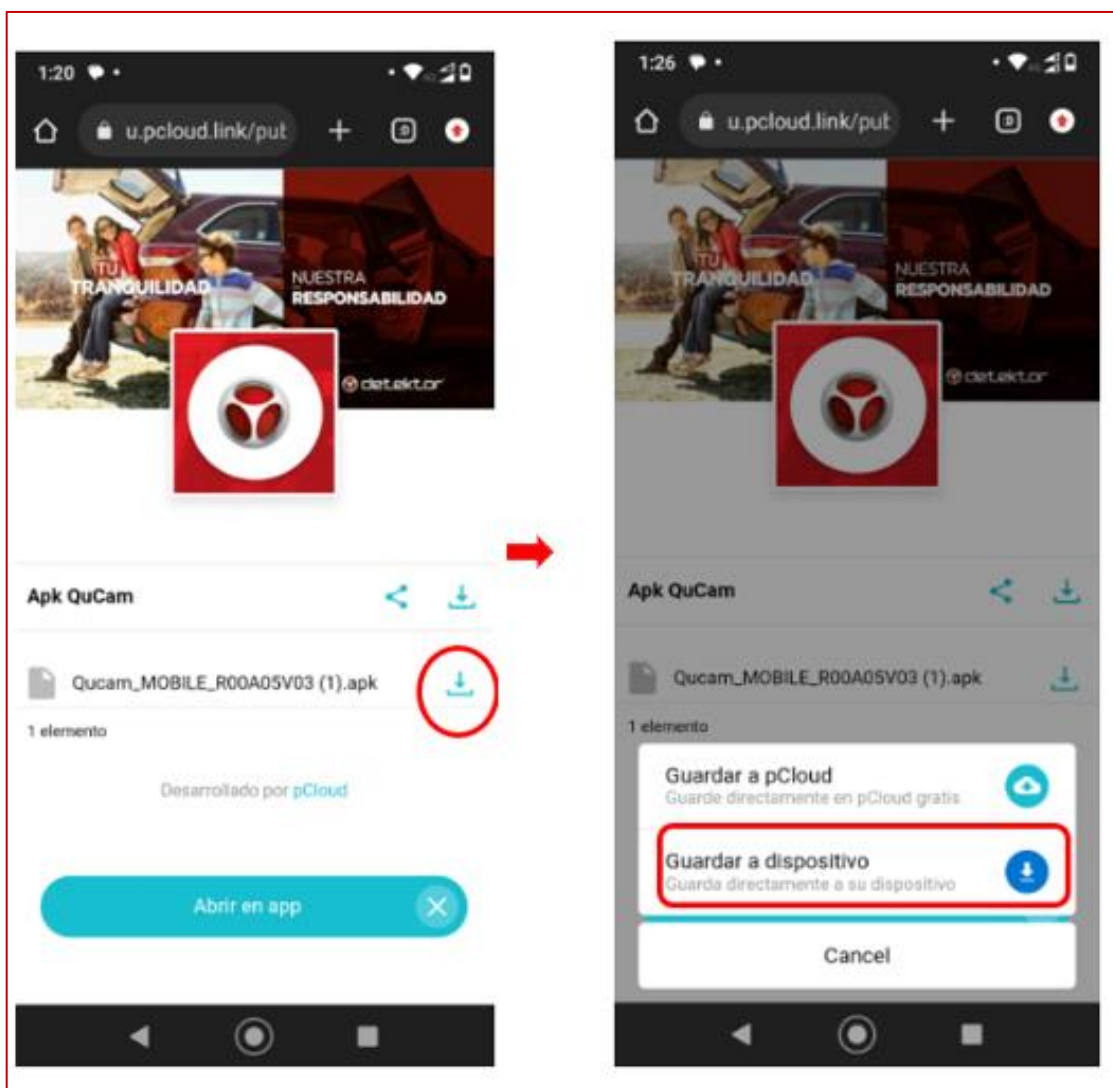 1:20
u.pcloud.link/put
TU
TRANQUILIDAD
NUESTRA
RESPONSABILIDAD
detektor
Apk QuCam
Qucam_MOBILE_R00A05V03 (1).apk
1 elemento
Desarrollado por pCloud
Abrir en app
1:26
u.pcloud.link/put
TU
TRANQUILIDAD
NUESTRA
RESPONSABILIDAD
detektor
Apk QuCam
Qucam_MOBILE_R00A05V03 (1).apk
1 elemento
Guardar a pCloud
Guarde directamente en pCloud gratis
Guardar a dispositivo
Guarda directamente a su dispositivo
Cancel